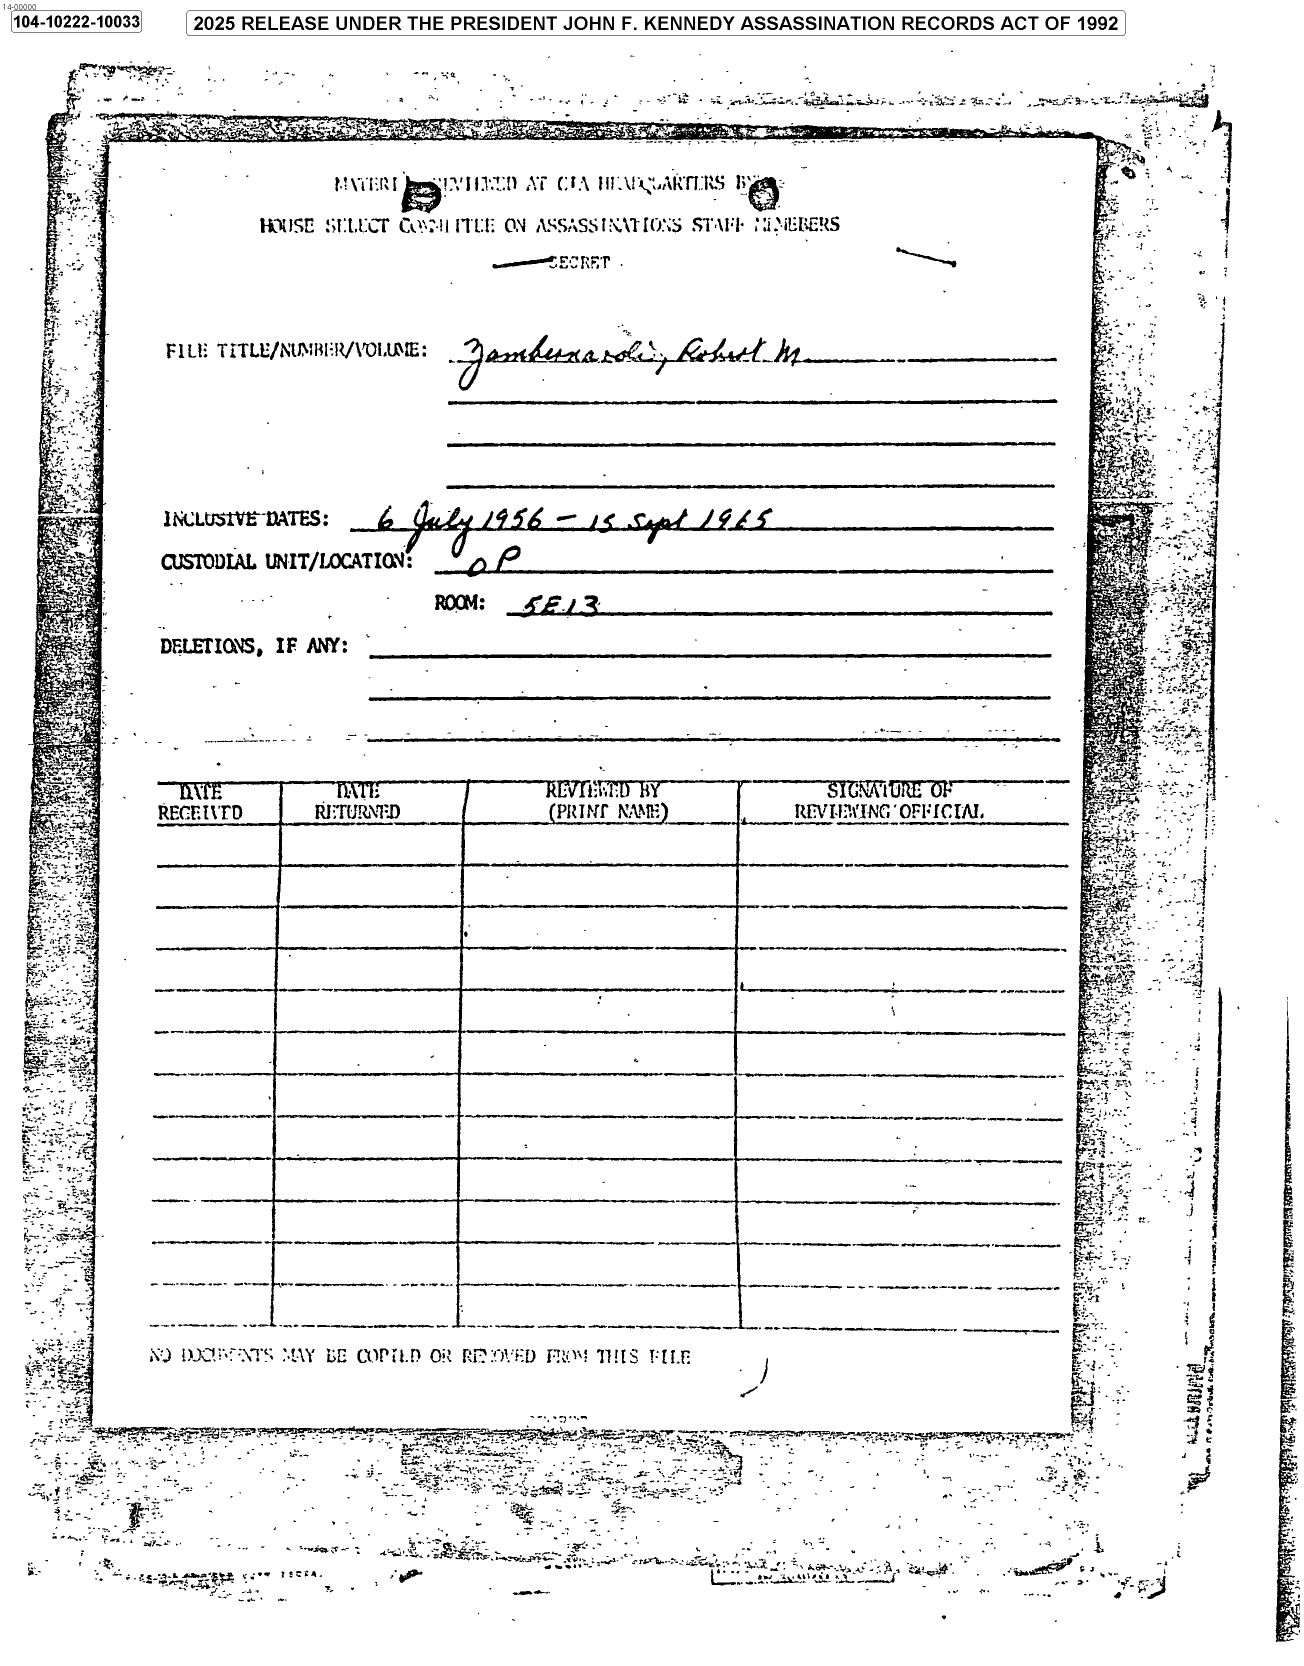 14-00000
104-10222-10033
2025 RELEASE UNDER THE PRESIDENT JOHN F. KENNEDY ASSASSINATION RECORDS ACT OF 1992
REVIEWED AT CIA HEADQUARTERS BY
HOUSE SELECT COMMITTEE ON ASSASSINATIONS STAFF MEMBERS
SECRET
FILE TITLE/NUMBER/VOLUME: Zambernardi, Robert M.
INCLUSIVE DATES: 6 July 1956 - 15 Sept 1965
CUSTODIAL UNIT/LOCATION: OP
ROOM: 5E13
DELETIONS, IF ANY:
DATE RECEIVED
DATE RETURNED
REVIEWED BY (PRINT NAME)
SIGNATURE OF REVIEWING OFFICIAL
NO DOCUMENTS MAY BE COPIED OR REMOVED FROM THIS FILE